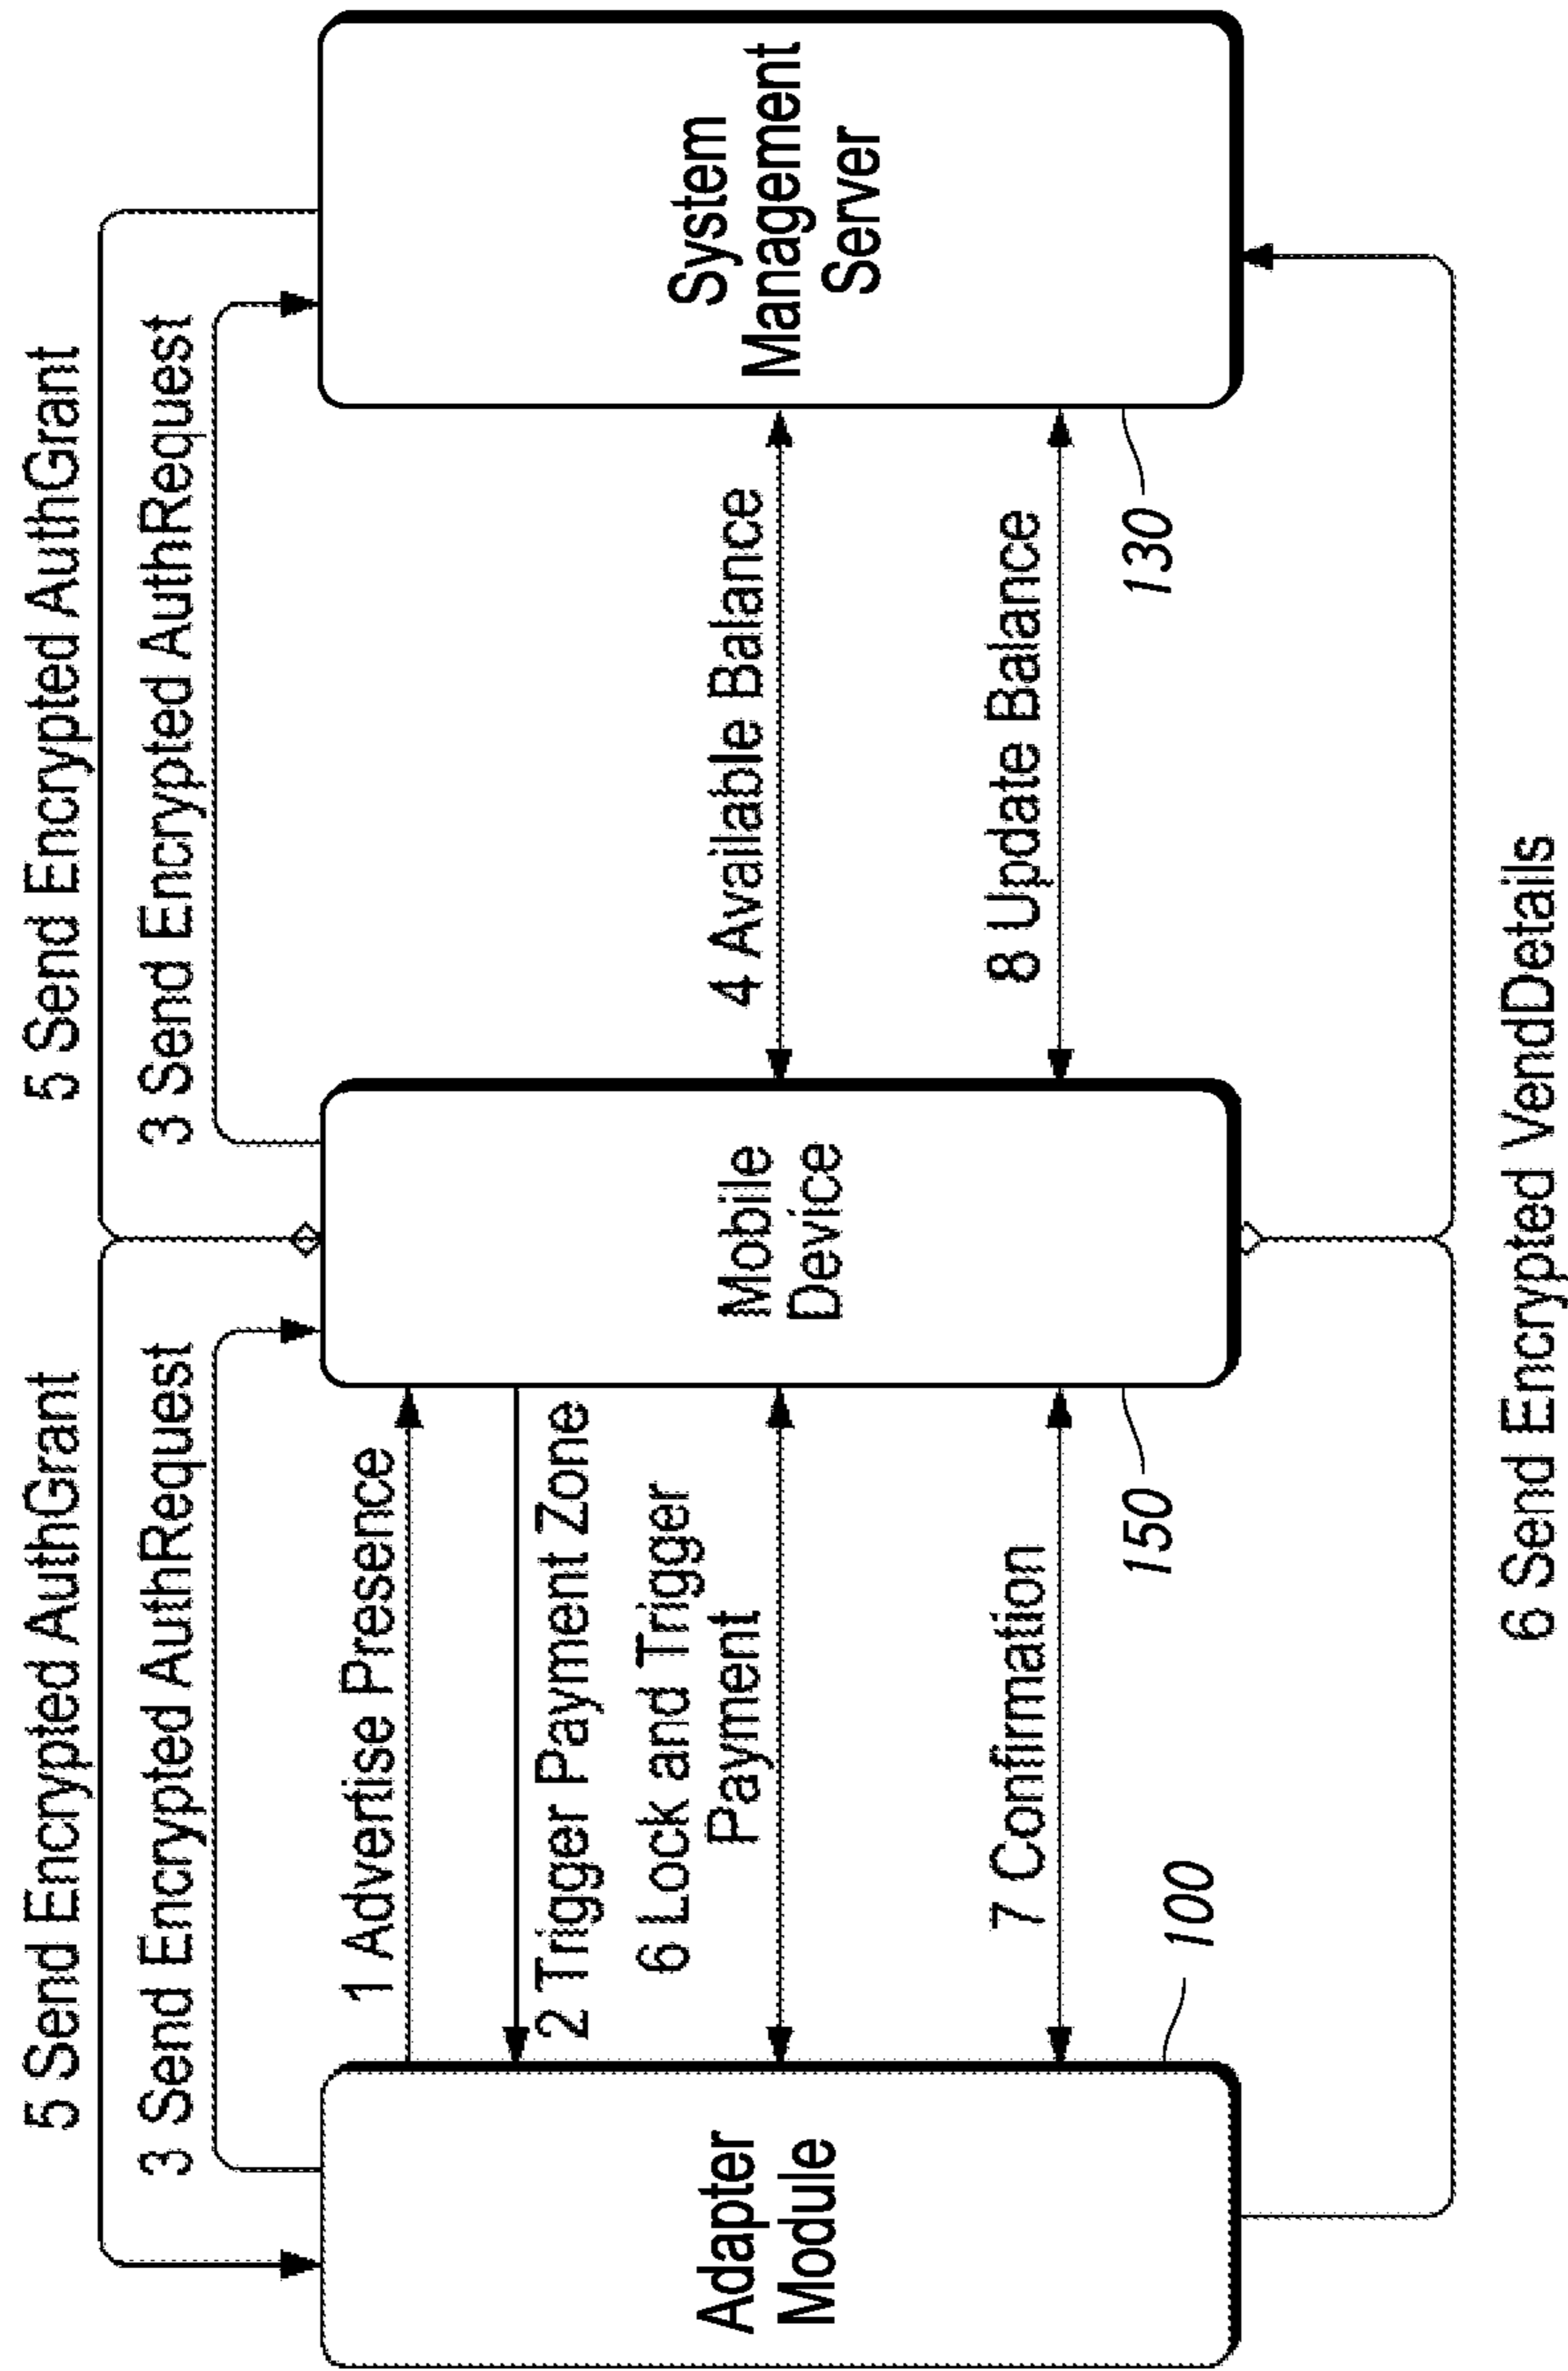 5 Send Encrypted AuthGrant
5 Send Encrypted AuthGrant
3 Send Encrypted AuthRequest
3 Send Encrypted AuthRequest
1 Advertise Presence
2 Trigger Payment Zone
6 Lock and Trigger
Payment
7 Confirmation
4 Available Balance
8 Update Balance
Adapter
Module
100
Mobile
Device
150
System
Management
Server
130
6 Send Encrypted VendDetails